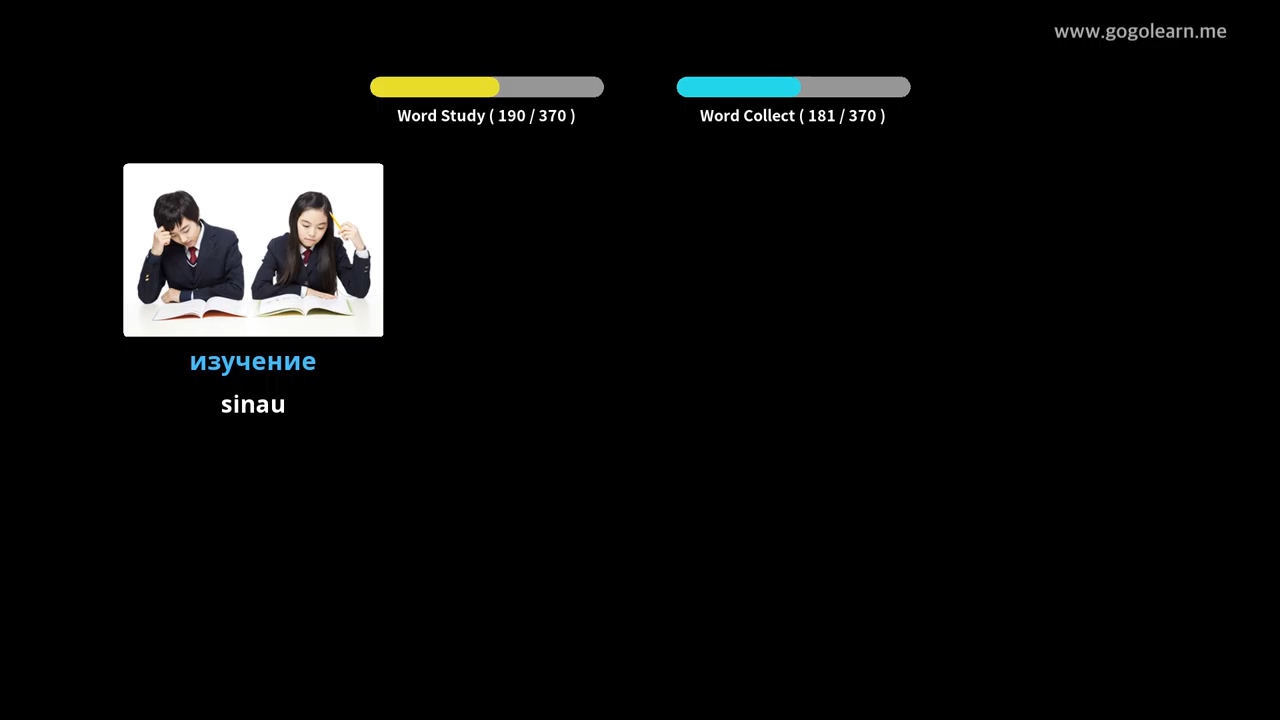 www.gogolearn.me
Word Study ( 190 / 370 )
Word Collect ( 181 / 370 )
изучение
sinau